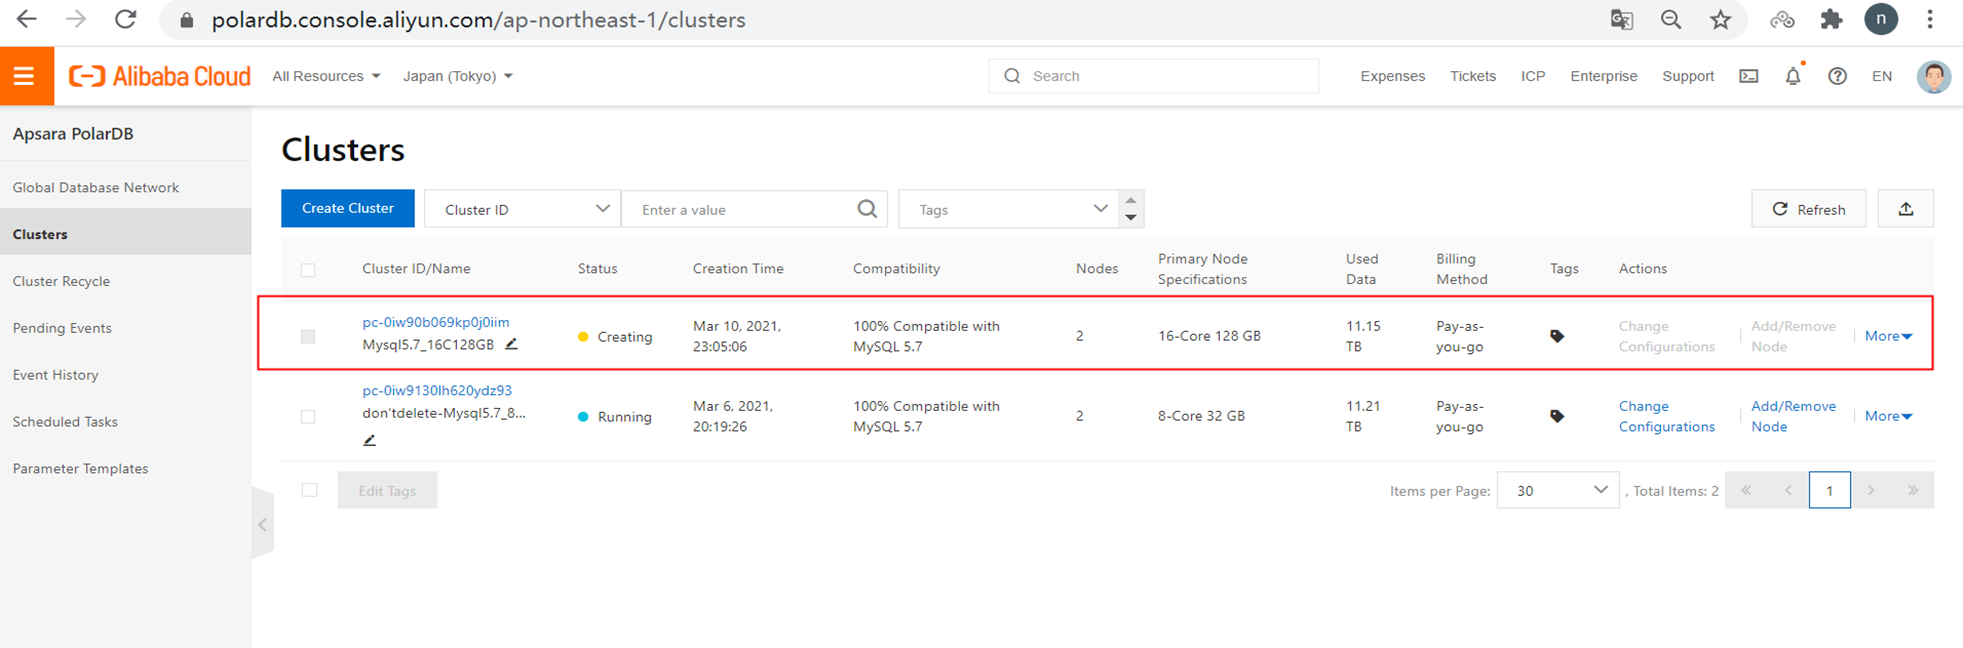 polardb.console.aliyun.com/ap-northeast-1/clusters
n
Alibaba Cloud
All Resources
Japan (Tokyo)
Search
Expenses
Tickets
ICP
Enterprise
Support
EN
Apsara PolarDB
Global Database Network
Clusters
Cluster Recycle
Pending Events
Event History
Scheduled Tasks
Parameter Templates
Clusters
Create Cluster
Cluster ID
Enter a value
Tags
Refresh
Cluster ID/Name
Status
Creation Time
Compatibility
Nodes
Primary Node
Specifications
Used
Data
Billing
Method
Tags
Actions
pc-0iw90b069kp0j0iim
Mysql5.7_16C128GB
Creating
Mar 10, 2021,
23:05:06
100% Compatible with
MySQL 5.7
2
16-Core 128 GB
11.15
TB
Pay-as-
you-go
Change
Configurations
Add/Remove
Node
More
pc-0iw9130lh620ydz93
don'tdelete-Mysql5.7_8...
Running
Mar 6, 2021,
20:19:26
100% Compatible with
MySQL 5.7
2
8-Core 32 GB
11.21
TB
Pay-as-
you-go
Change
Configurations
Add/Remove
Node
More
Edit Tags
Items per Page:
30
, Total Items: 2
1